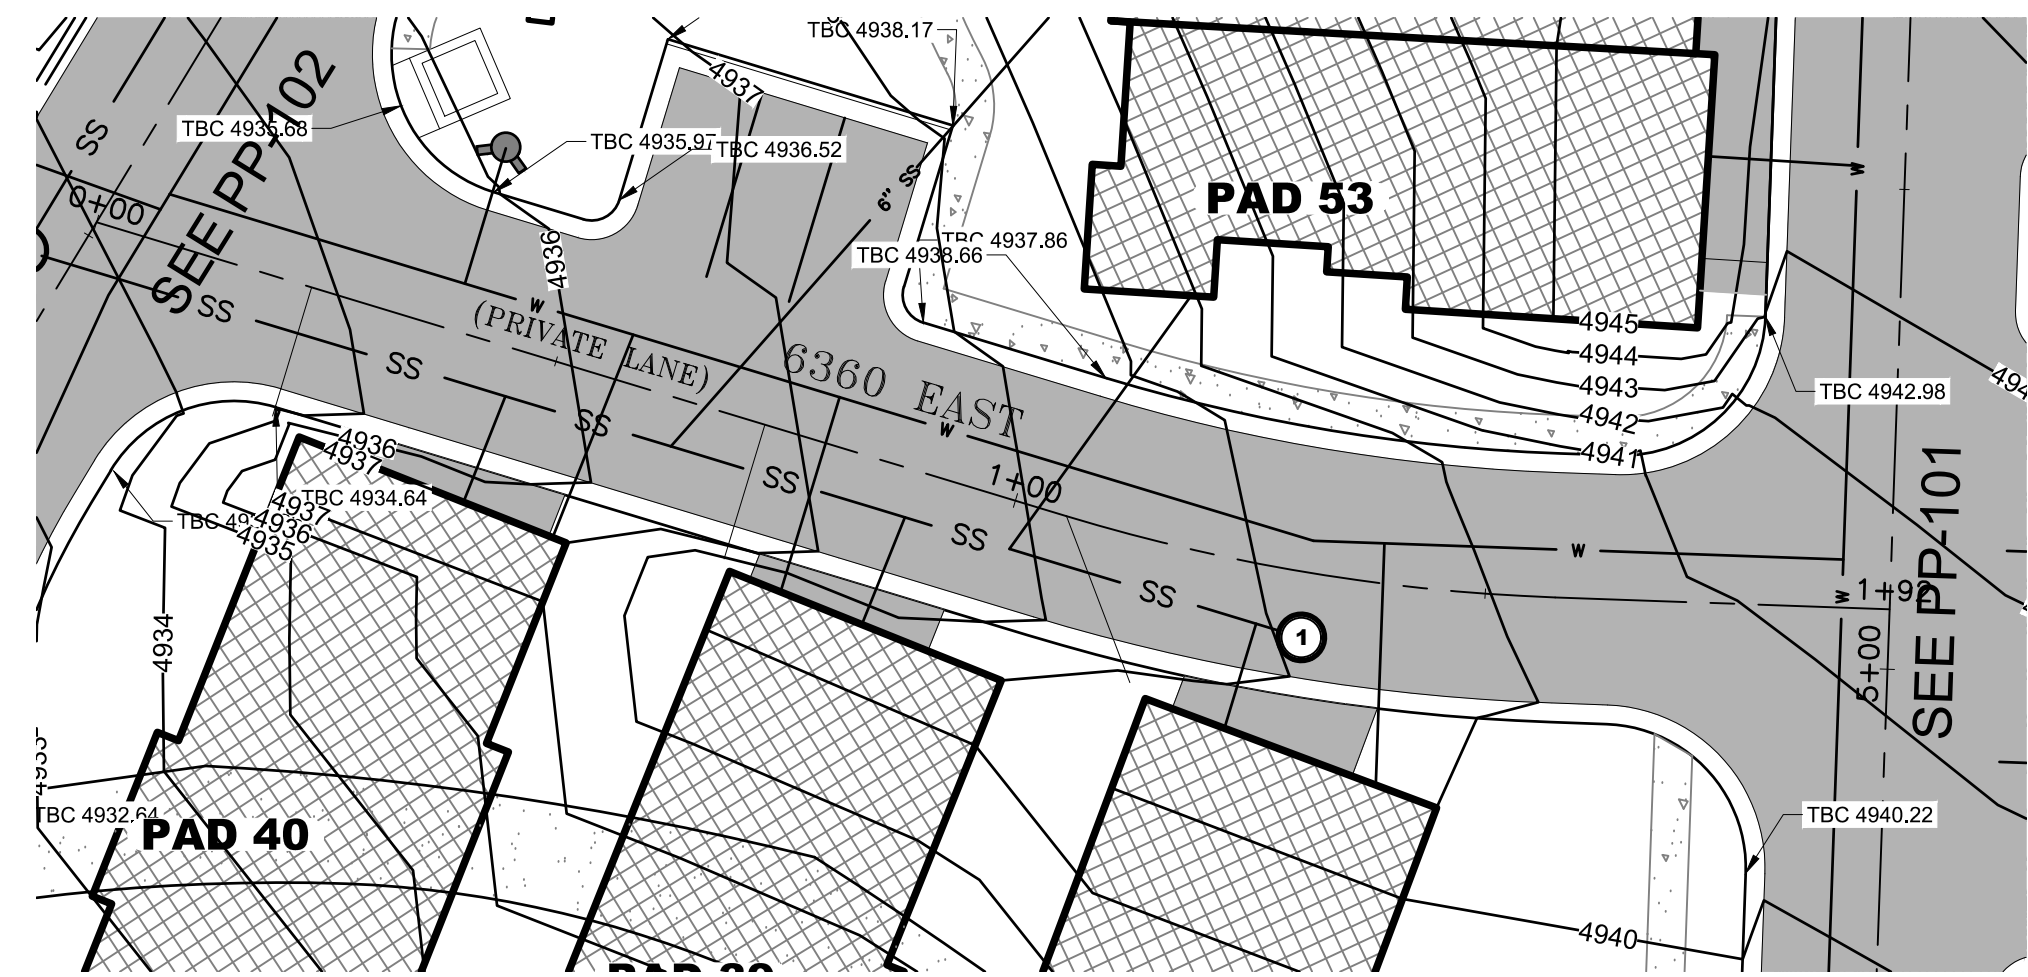 TBC 4938.17
4937
TBC 4935.68
TBC 4935.97
TBC 4936.52
SS
SEE PP-102
6" SS
W
PAD 53
0+00
TBC 4937.86
TBC 4938.66
4936
SS
W
(PRIVATE LANE)
4945
4944
4943
4942
4941
SS
6360 EAST
W
TBC 4942.98
SS
4936
4937
TBC 4934.64
4937
4936
4935
SS
1+00
SS
W
SS
W
1+92
1
SEE PP-101
5+00
4934
PAD 40
TBC 4932.64
TBC 4940.22
4940